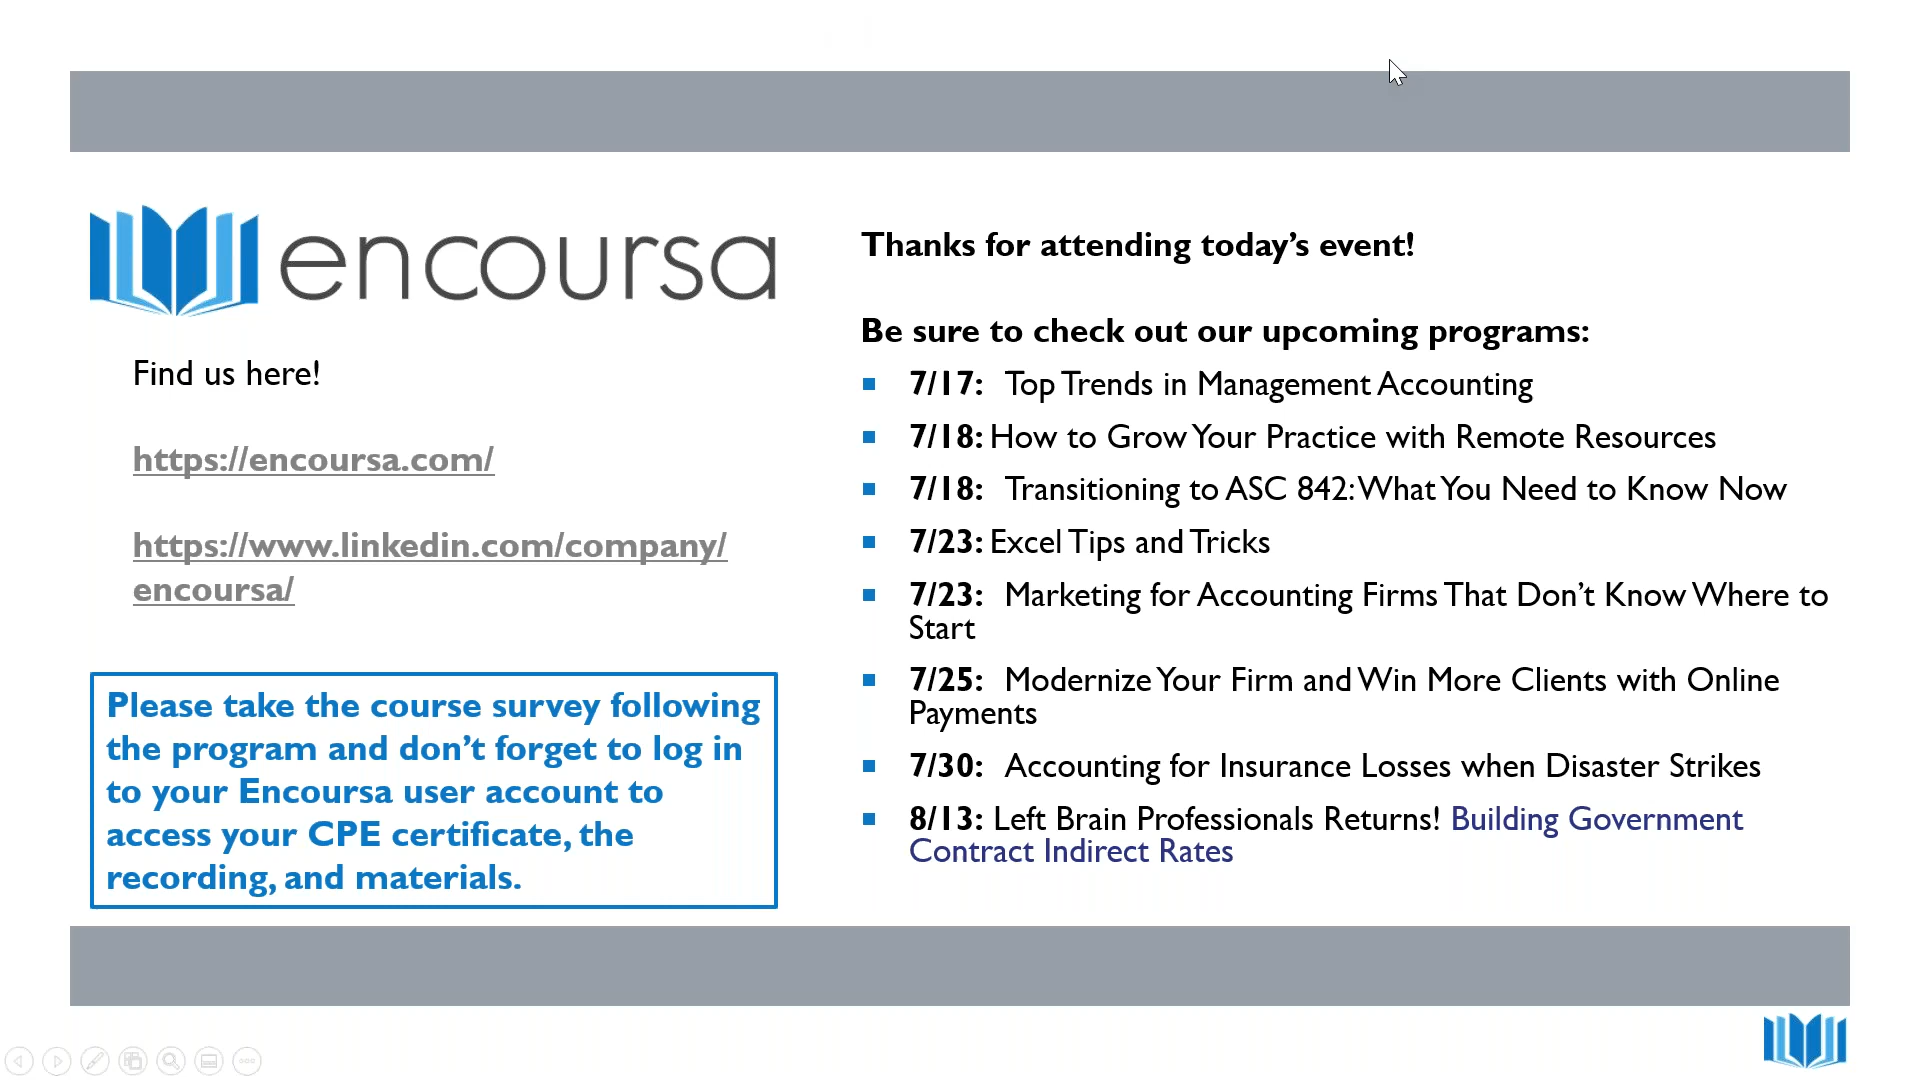 encoursa
Find us here!
https://encoursa.com/
https://www.linkedin.com/company/
encoursa/
Please take the course survey following
the program and don’t forget to log in
to your Encoursa user account to
access your CPE certificate, the
recording, and materials.
Thanks for attending today’s event!
Be sure to check out our upcoming programs:
7/17: Top Trends in Management Accounting
7/18: How to Grow Your Practice with Remote Resources
7/18: Transitioning to ASC 842: What You Need to Know Now
7/23: Excel Tips and Tricks
7/23: Marketing for Accounting Firms That Don’t Know Where to
Start
7/25: Modernize Your Firm and Win More Clients with Online
Payments
7/30: Accounting for Insurance Losses when Disaster Strikes
8/13: Left Brain Professionals Returns! Building Government
Contract Indirect Rates